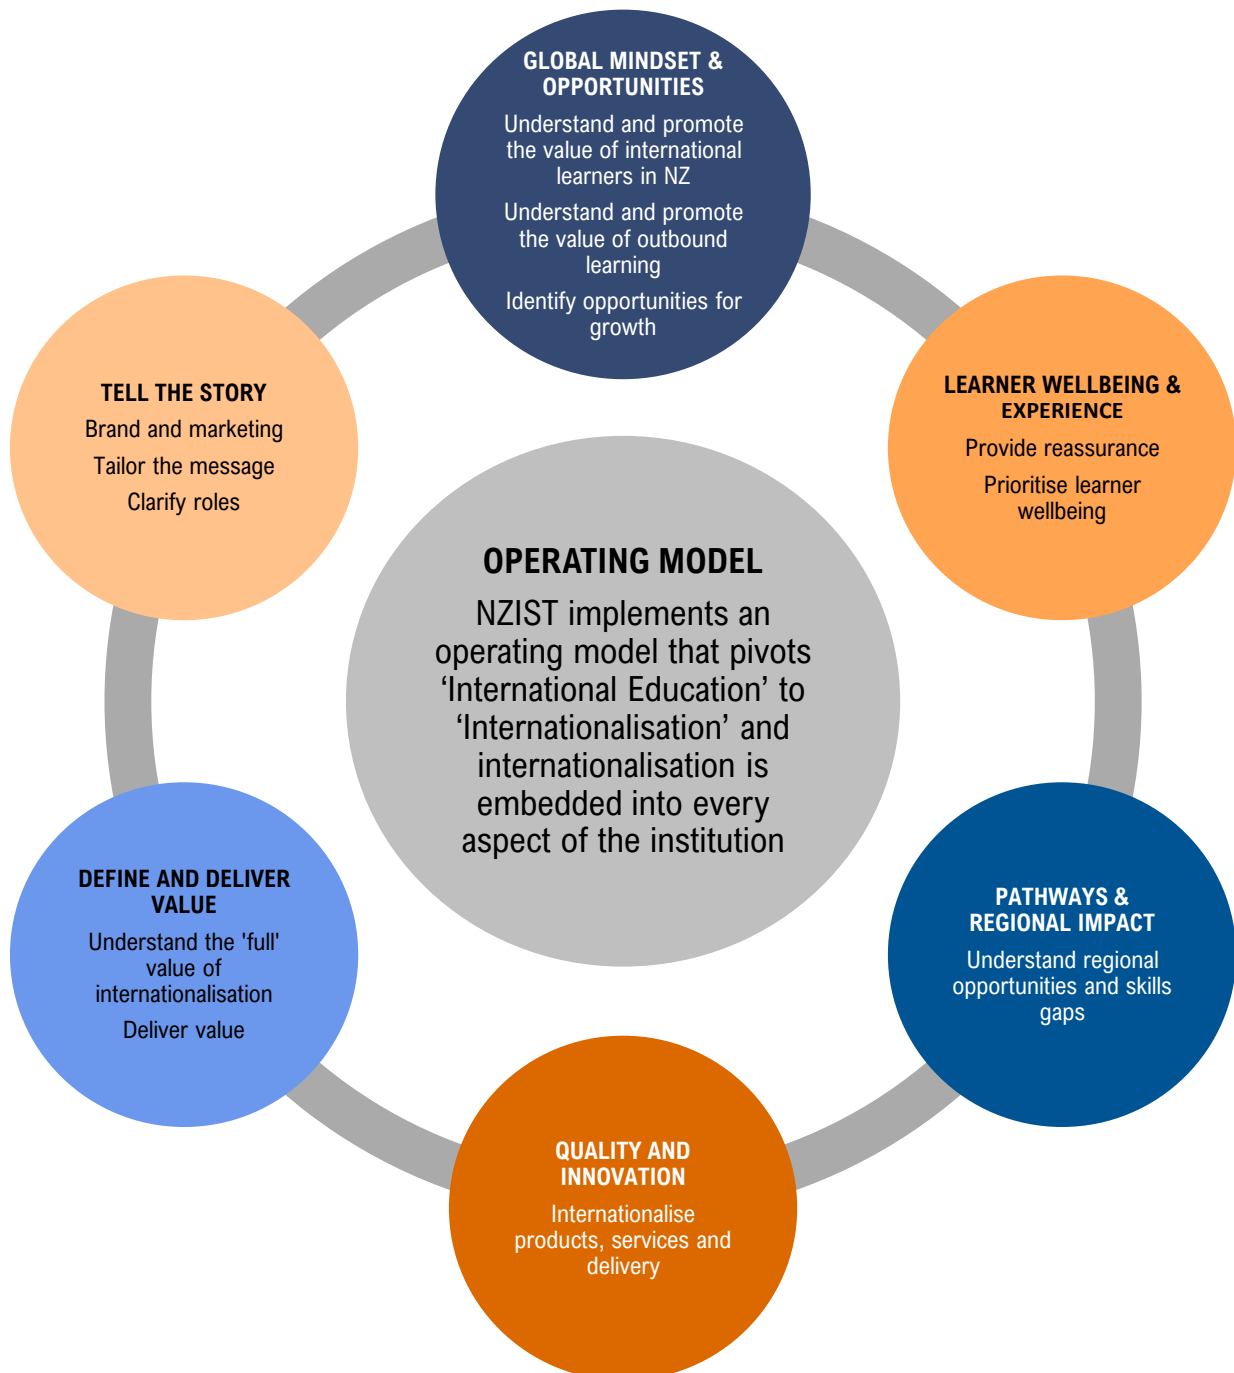 GLOBAL MINDSET &
OPPORTUNITIES
Understand and promote
the value of international
learners in NZ
Understand and promote
the value of outbound
learning
Identify opportunities for
growth
LEARNER WELLBEING &
EXPERIENCE
Provide reassurance
Prioritise learner
wellbeing
PATHWAYS &
REGIONAL IMPACT
Understand regional
opportunities and skills
gaps
QUALITY AND
INNOVATION
Internationalise
products, services and
delivery
DEFINE AND DELIVER
VALUE
Understand the 'full'
value of
internationalisation
Deliver value
TELL THE STORY
Brand and marketing
Tailor the message
Clarify roles
OPERATING MODEL
NZIST implements an
operating model that pivots
‘International Education’ to
‘Internationalisation’ and
internationalisation is
embedded into every
aspect of the institution